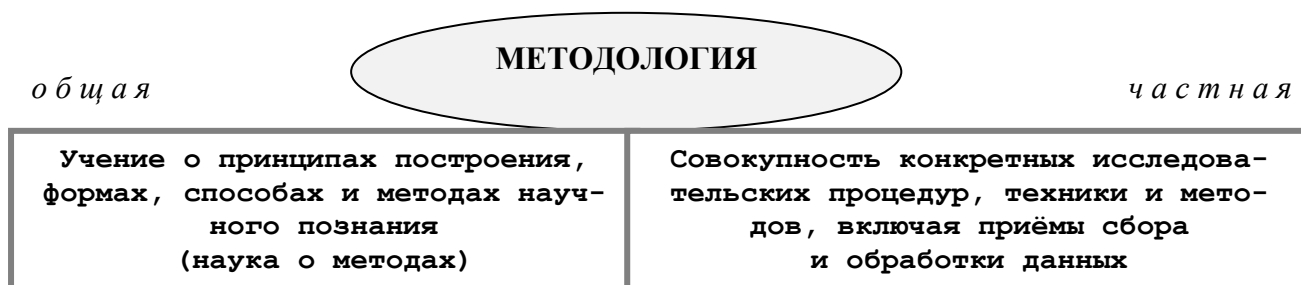 МЕТОДОЛОГИЯ
о б щ а я
ч а с т н а я
Учение о принципах построения,
формах, способах и методах науч-
ного познания
(наука о методах)
Совокупность конкретных исследова-
тельских процедур, техники и мето-
дов, включая приёмы сбора
и обработки данных